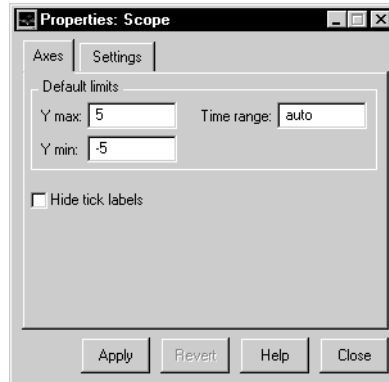 Properties: Scope
Axes Settings
Default limits
Y max: 5 Time range: auto
Y min: -5
Hide tick labels
Apply Revert Help Close